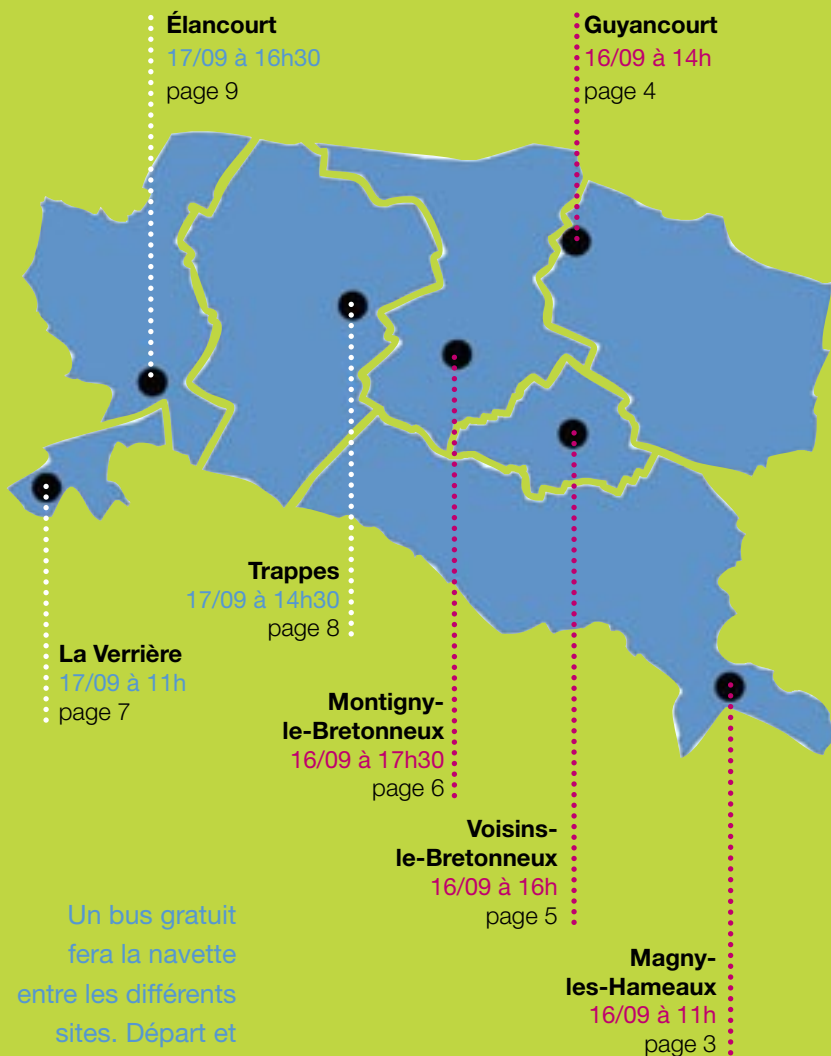 Élancourt
17/09 à 16h30
page 9
Guyancourt
16/09 à 14h
page 4
Trappes
17/09 à 14h30
page 8
La Verrière
17/09 à 11h
page 7
Montigny-
le-Bretonneux
16/09 à 17h30
page 6
Voisins-
le-Bretonneux
16/09 à 16h
page 5
Magny-
les-Hameaux
16/09 à 11h
page 3
Un bus gratuit
fera la navette
entre les différents
sites. Départ et